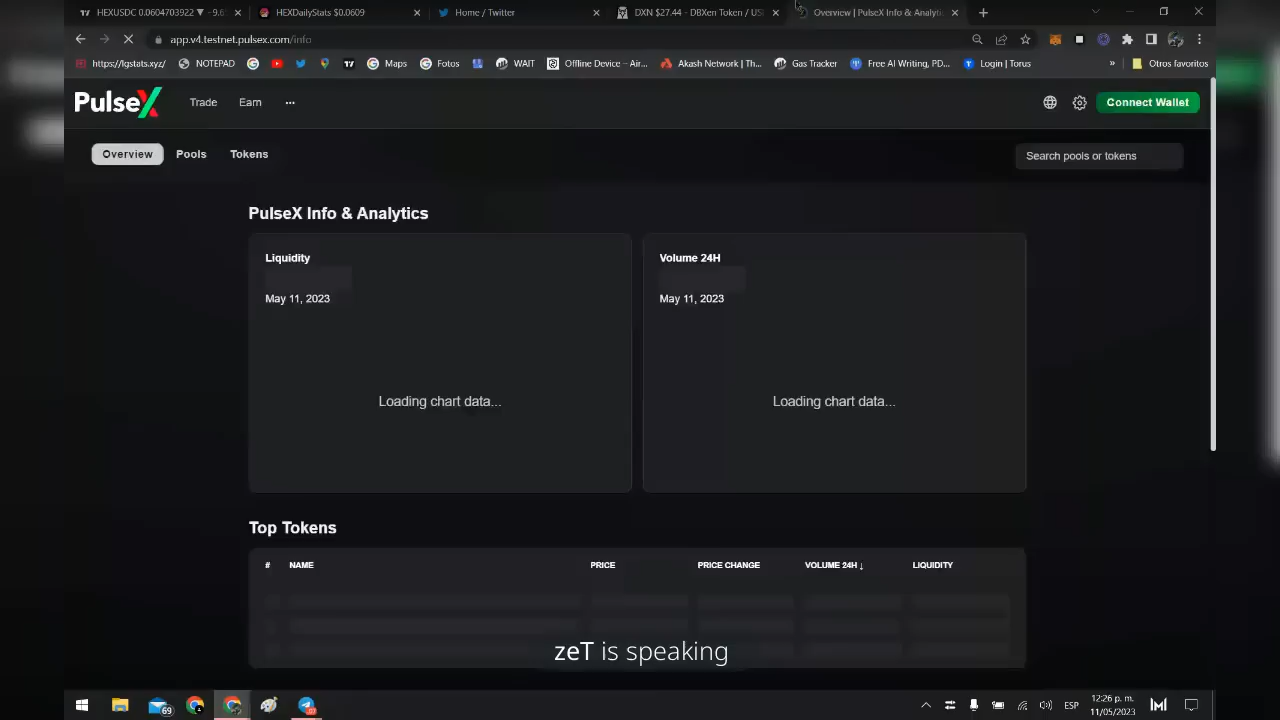 HEXUSDC 0.0604703922 ▼ -9.6
HEXDailyStats $0.0609
Home / Twitter
DXN $27.44 - DBXen Token / US
Overview | PulseX Info & Analytic
app.v4.testnet.pulsex.com/info
https://lgstats.xyz/
NOTEPAD
Maps
Fotos
WAIT
Offline Device – Air...
Akash Network | Th...
Gas Tracker
Free AI Writing, PD...
Login | Torus
»
Otros favoritos
PulseX
Trade
Earn
...
Connect Wallet
Overview
Pools
Tokens
Search pools or tokens
PulseX Info & Analytics
Liquidity
Volume 24H
May 11, 2023
May 11, 2023
Loading chart data...
Loading chart data...
Top Tokens
# NAME PRICE PRICE CHANGE VOLUME 24H ↓ LIQUIDITY
zeT is speaking
69
ESP
12:26 p. m.
11/05/2023